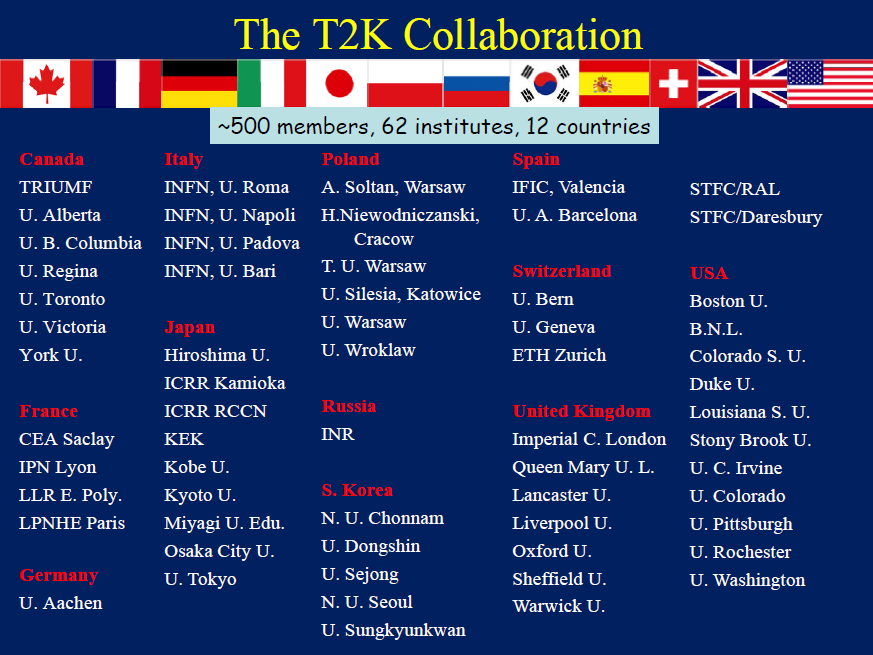 The T2K Collaboration
~500 members, 62 institutes, 12 countries
Canada
TRIUMF
U. Alberta
U. B. Columbia
U. Regina
U. Toronto
U. Victoria
York U.
France
CEA Saclay
IPN Lyon
LLR E. Poly.
LPNHE Paris
Germany
U. Aachen
Italy
INFN, U. Roma
INFN, U. Napoli
INFN, U. Padova
INFN, U. Bari
Japan
Hiroshima U.
ICRR Kamioka
ICRR RCCN
KEK
Kobe U.
Kyoto U.
Miyagi U. Edu.
Osaka City U.
U. Tokyo
Poland
A. Soltan, Warsaw
H.Niewodniczanski,
Cracow
T. U. Warsaw
U. Silesia, Katowice
U. Warsaw
U. Wroklaw
Russia
INR
S. Korea
N. U. Chonnam
U. Dongshin
U. Sejong
N. U. Seoul
U. Sungkyunkwan
Spain
IFIC, Valencia
U. A. Barcelona
Switzerland
U. Bern
U. Geneva
ETH Zurich
United Kingdom
Imperial C. London
Queen Mary U. L.
Lancaster U.
Liverpool U.
Oxford U.
Sheffield U.
Warwick U.
STFC/RAL
STFC/Daresbury
USA
Boston U.
B.N.L.
Colorado S. U.
Duke U.
Louisiana S. U.
Stony Brook U.
U. C. Irvine
U. Colorado
U. Pittsburgh
U. Rochester
U. Washington